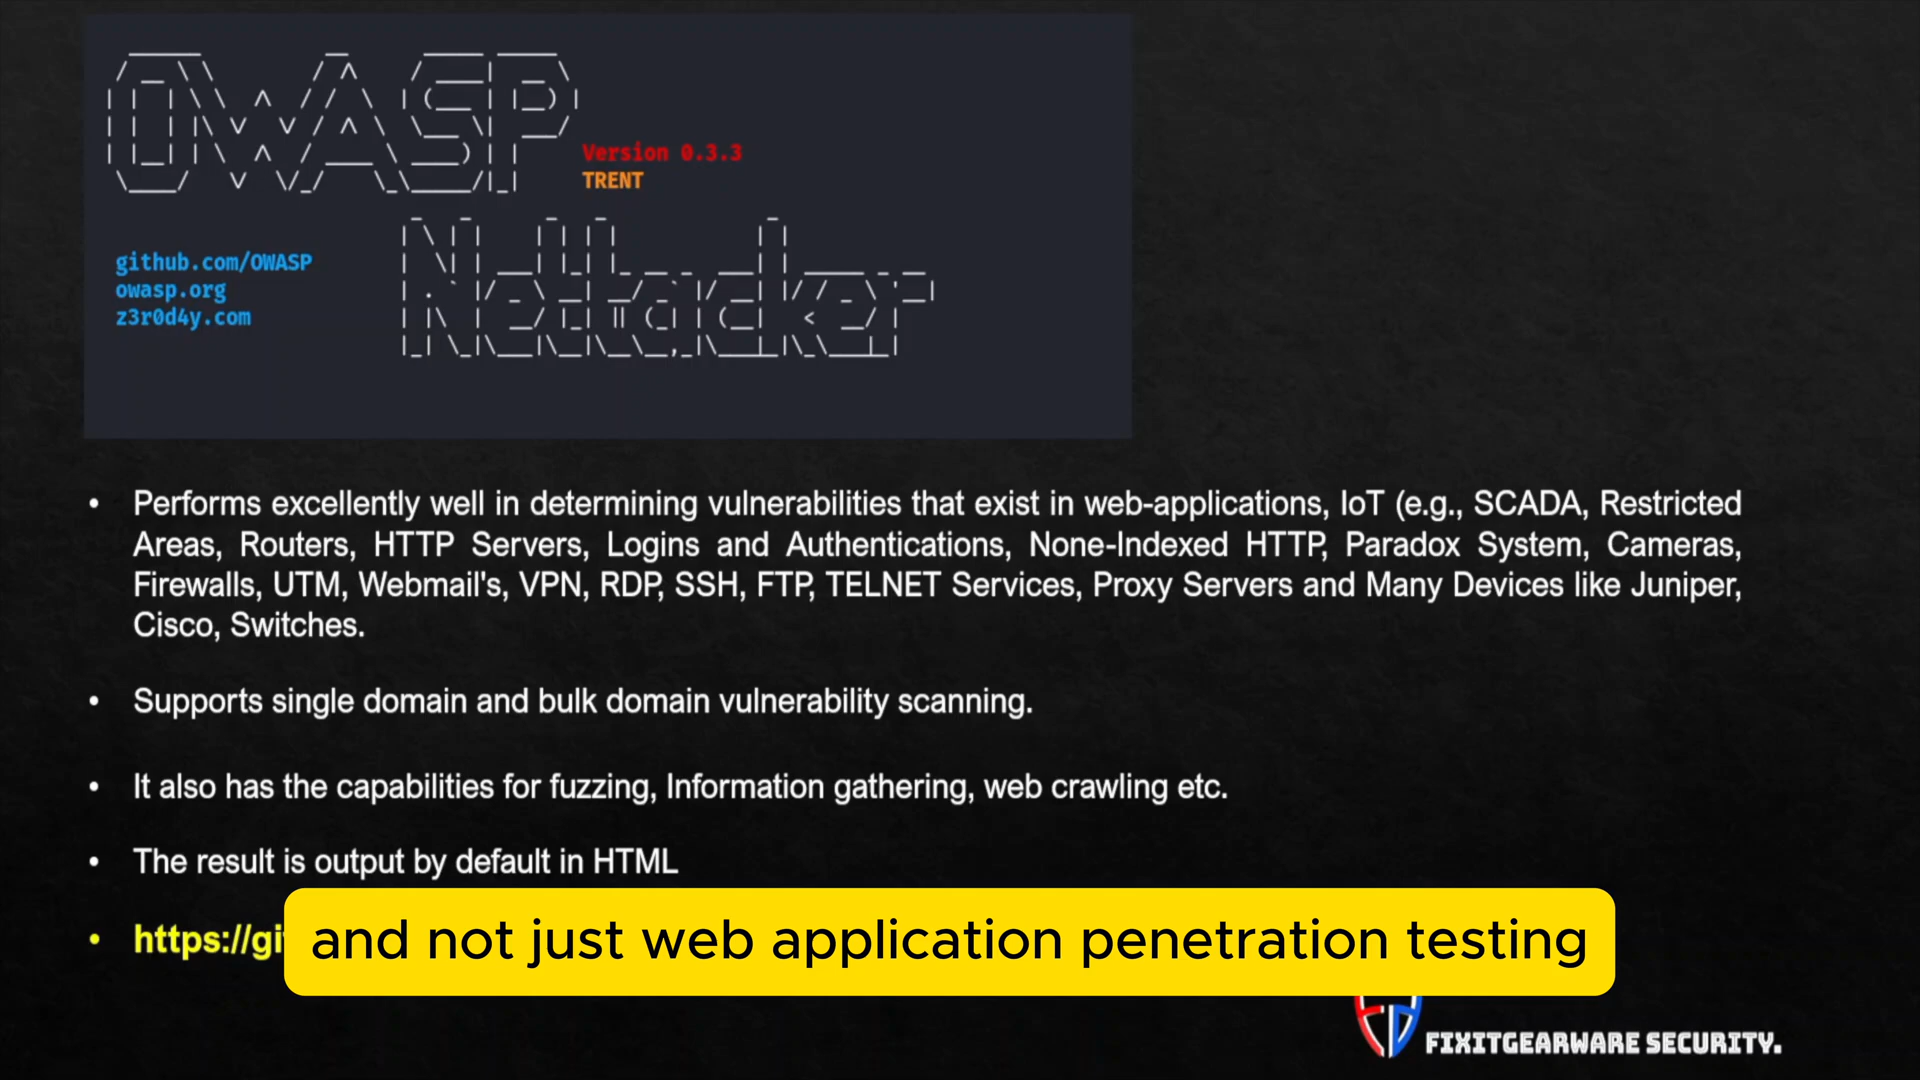 OWASP
Version 0.3.3
TRENT
Nettacker
github.com/OWASP
owasp.org
z3r0d4y.com
• Performs excellently well in determining vulnerabilities that exist in web-applications, IoT (e.g., SCADA, Restricted
Areas, Routers, HTTP Servers, Logins and Authentications, None-Indexed HTTP, Paradox System, Cameras,
Firewalls, UTM, Webmail's, VPN, RDP, SSH, FTP, TELNET Services, Proxy Servers and Many Devices like Juniper,
Cisco, Switches.
• Supports single domain and bulk domain vulnerability scanning.
• It also has the capabilities for fuzzing, Information gathering, web crawling etc.
• The result is output by default in HTML
• https://gi
and not just web application penetration testing
FIXITGEARWARE SECURITY.